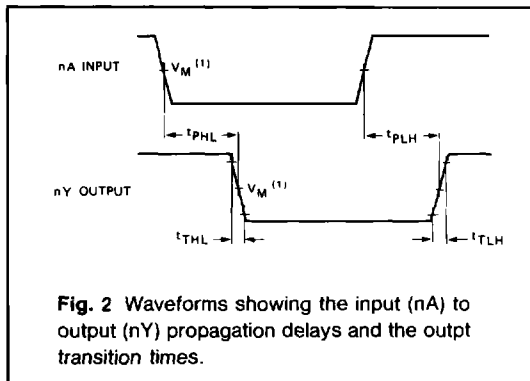 nA INPUT
VM(1)
tPHL
tPLH
nY OUTPUT
VM(1)
tTHL
tTLH
Fig. 2 Waveforms showing the input (nA) to
output (nY) propagation delays and the outpt
transition times.